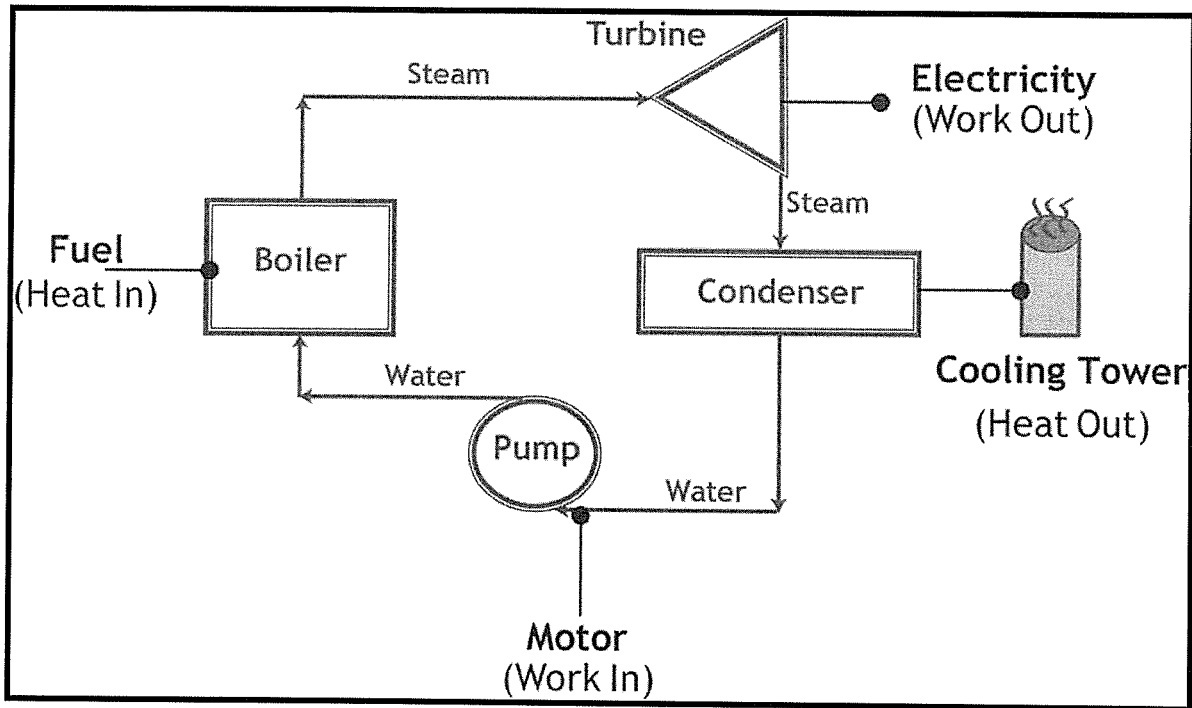 Turbine
Steam
Electricity
(Work Out)
Steam
Fuel
(Heat In)
Boiler
Condenser
Water
Cooling Tower
(Heat Out)
Pump
Water
Motor
(Work In)